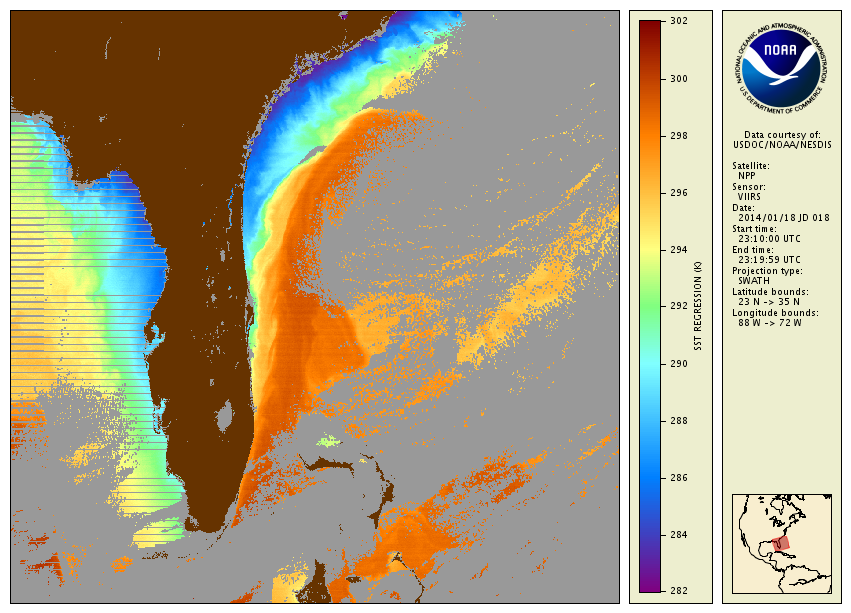 302
300
298
296
294
292
290
288
286
284
282
SST REGRESSION (K)
NATIONAL OCEANIC AND ATMOSPHERIC ADMINISTRATION
NOAA
U.S. DEPARTMENT OF COMMERCE
Data courtesy of:
USDOC/NOAA/NESDIS
Satellite:
NPP
Sensor:
VIIRS
Date:
2014/01/18 JD 018
Start time:
23:10:00 UTC
End time:
23:19:59 UTC
Projection type:
SWATH
Latitude bounds:
23 N -> 35 N
Longitude bounds:
88 W -> 72 W